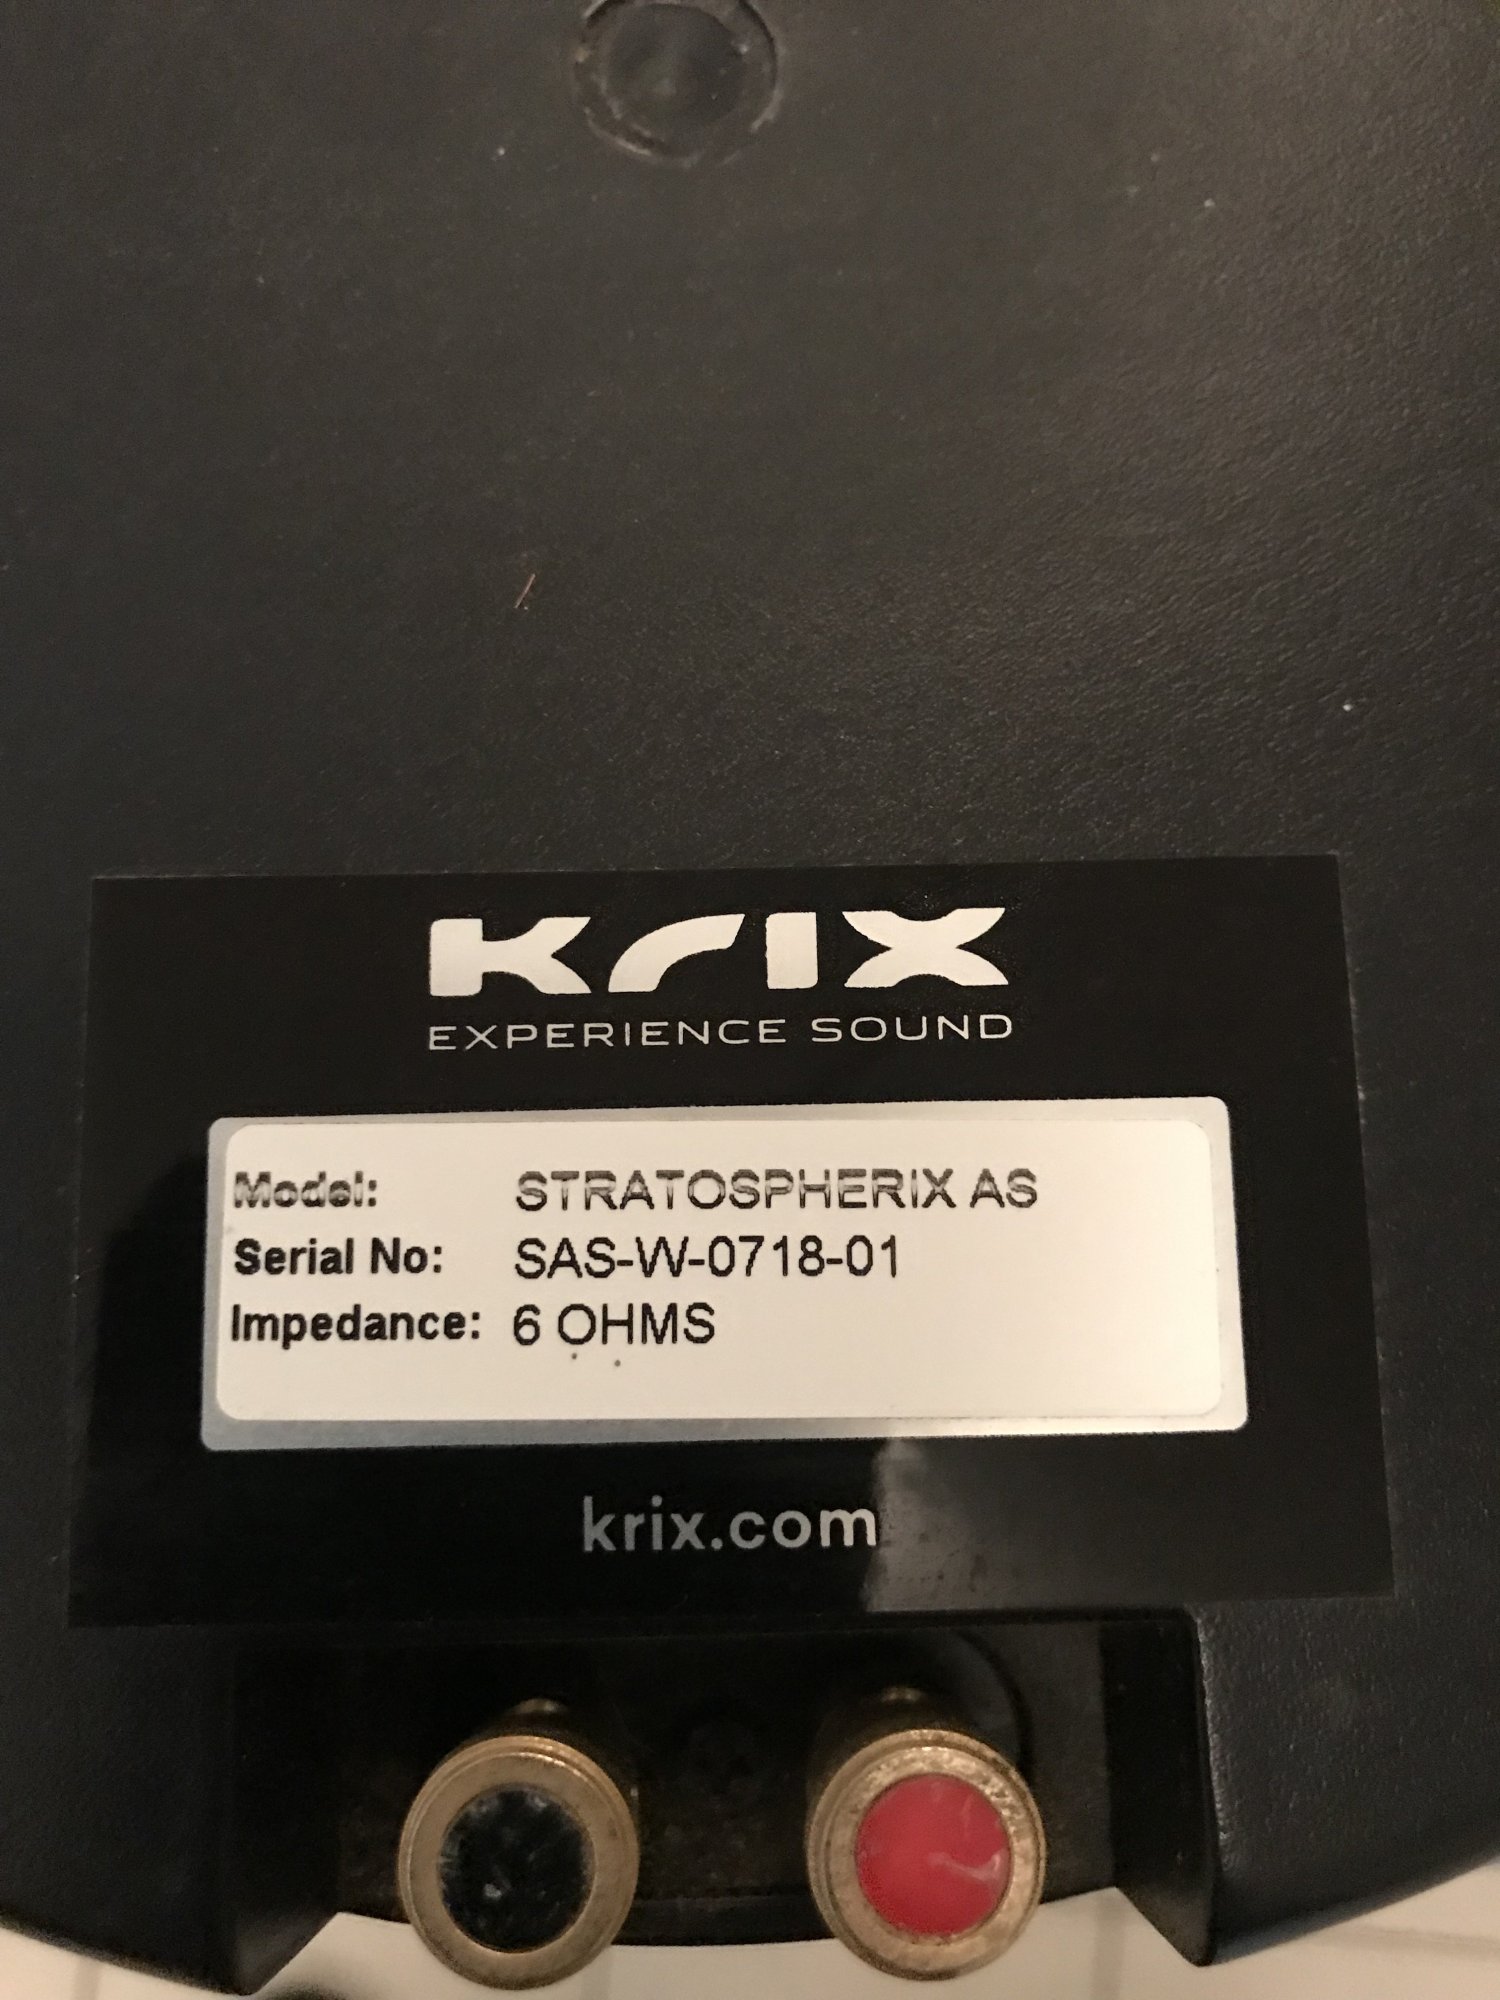 Krix
EXPERIENCE SOUND
Model: STRATOSPHERIX AS
Serial No: SAS-W-0718-01
Impedance: 6 OHMS
krix.com